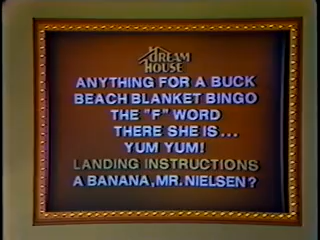 DREAM
HOUSE
ANYTHING FOR A BUCK
BEACH BLANKET BINGO
THE "F" WORD
THERE SHE IS...
YUM YUM!
LANDING INSTRUCTIONS
A BANANA, MR. NIELSEN?